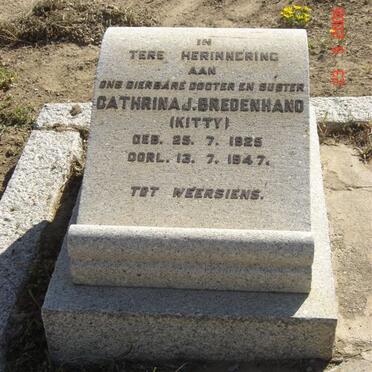 IN
TERE HERINNERING
AAN
ONS DIERBARE DOGTER EN SUSTER
CATHRINA J. BREDENHAND
(KITTY)
GEB. 25. 7. 1925
OORL. 13. 7. 1947.
TOT WEERSIENS.